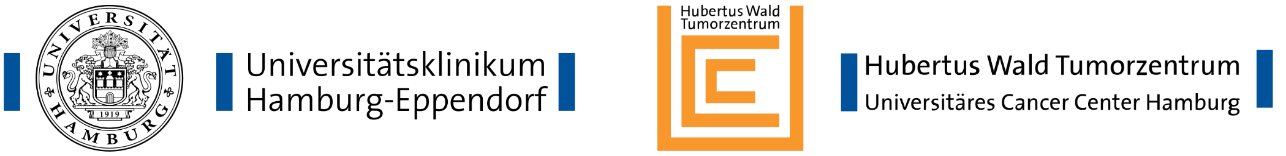 UNIVERSITÄT HAMBURG
1919
Universitätsklinikum
Hamburg-Eppendorf
Hubertus Wald
Tumorzentrum
Hubertus Wald Tumorzentrum
Universitäres Cancer Center Hamburg